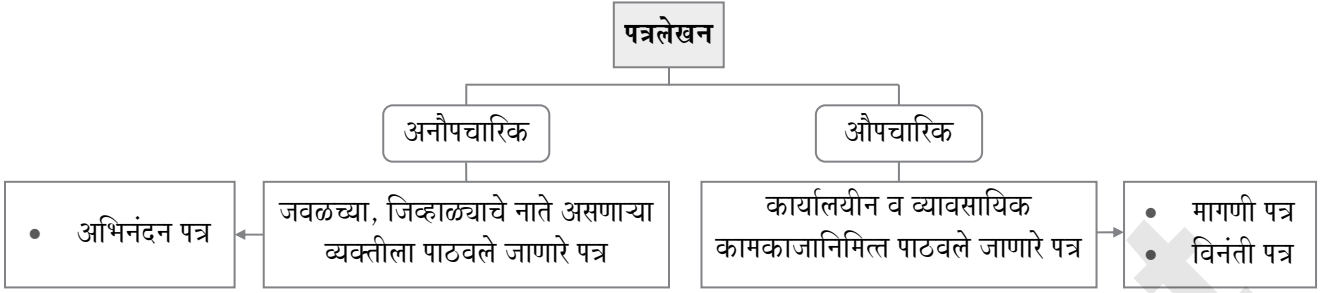 पत्रलेखन
अनौपचारिक
औपचारिक
• अभिनंदन पत्र
जवळच्या, जिव्हाळ्याचे नाते असणाऱ्या
व्यक्तीला पाठवले जाणारे पत्र
कार्यालयीन व व्यावसायिक
कामकाजानिमित्त पाठवले जाणारे पत्र
• मागणी पत्र
• विनंती पत्र